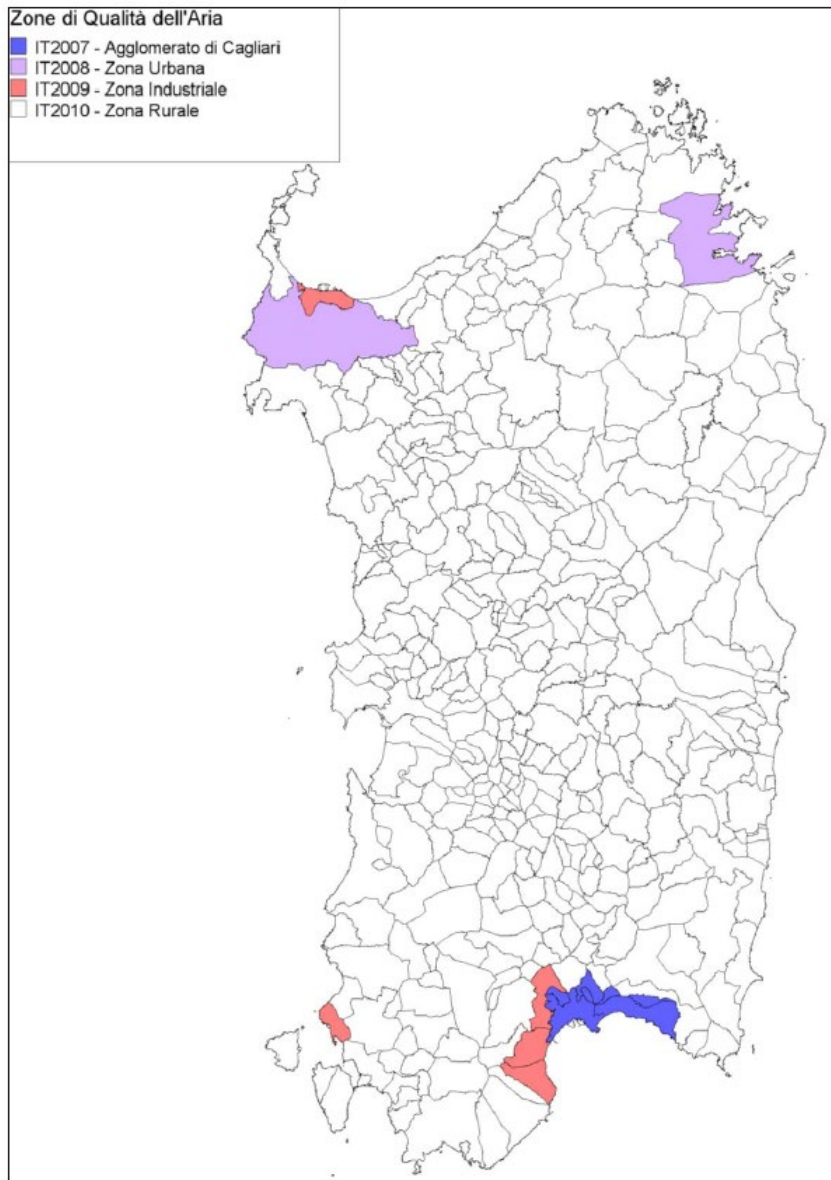 Zone di Qualità dell'Aria
IT2007 - Agglomerato di Cagliari
IT2008 - Zona Urbana
IT2009 - Zona Industriale
IT2010 - Zona Rurale